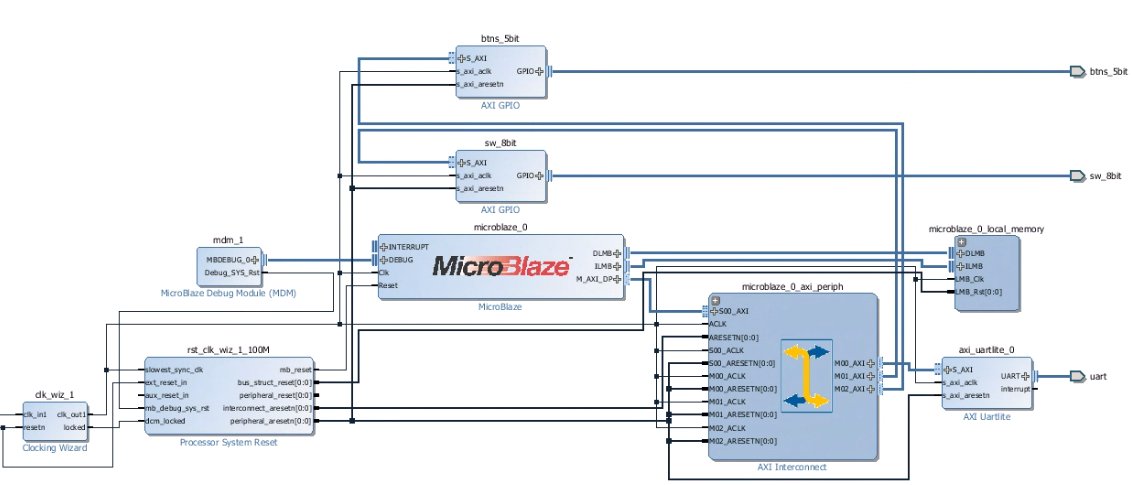 btns_5bit
S_AXI
s_axi_aclk
GPIO
s_axi_aresetn
AXI GPIO
btns_5bit
sw_8bit
S_AXI
s_axi_aclk
GPIO
s_axi_aresetn
AXI GPIO
sw_8bit
mdm_1
MBDEBUG_0
Debug_SYS_Rst
MicroBlaze Debug Module (MDM)
microblaze_0
INTERRUPT
DEBUG
Clk
Reset
MicroBlaze
DLMB
ILMB
M_AXI_DP
MicroBlaze
microblaze_0_local_memory
DLMB
ILMB
LMB_Clk
LMB_Rst[0:0]
microblaze_0_axi_periph
S00_AXI
ACLK
ARESETN[0:0]
S00_ACLK
S00_ARESETN[0:0]
M00_ACLK
M00_ARESETN[0:0]
M01_ACLK
M01_ARESETN[0:0]
M02_ACLK
M02_ARESETN[0:0]
M00_AXI
M01_AXI
M02_AXI
AXI Interconnect
axi_uartlite_0
S_AXI
s_axi_aclk
s_axi_aresetn
UART
interrupt
AXI Uartlite
uart
rst_clk_wiz_1_100M
slowest_sync_clk
ext_reset_in
aux_reset_in
mb_debug_sys_rst
dcm_locked
mb_reset
bus_struct_reset[0:0]
peripheral_reset[0:0]
interconnect_aresetn[0:0]
peripheral_aresetn[0:0]
Processor System Reset
clk_wiz_1
clk_in1
clk_out1
resetn
locked
Clocking Wizard